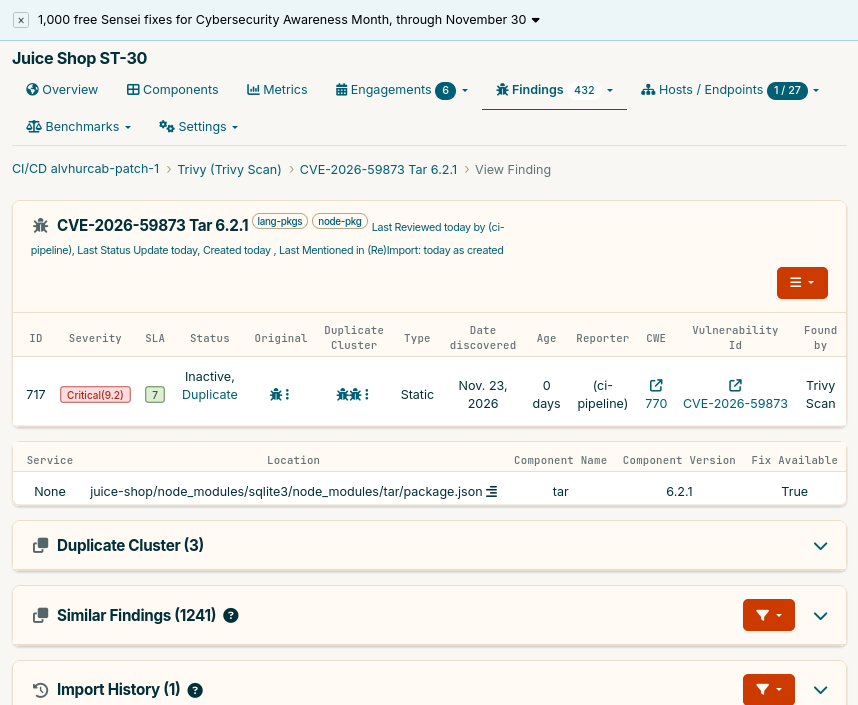 1,000 free Sensei fixes for Cybersecurity Awareness Month, through November 30
Juice Shop ST-30
Overview Components Metrics Engagements 6 Findings 432 Hosts / Endpoints 1 / 27
Benchmarks Settings
CI/CD alvhurcab-patch-1 › Trivy (Trivy Scan) › CVE-2026-59873 Tar 6.2.1 › View Finding
CVE-2026-59873 Tar 6.2.1 lang-pkgs node-pkg Last Reviewed today by (ci-
pipeline), Last Status Update today, Created today , Last Mentioned in (Re)Import: today as created
ID Severity SLA Status Original Duplicate Cluster Type Date discovered Age Reporter CWE Vulnerability Id Found by
717 Critical(9.2) 7 Inactive, Duplicate Static Nov. 23, 2026 0 days (ci-pipeline) 770 CVE-2026-59873 Trivy Scan
Service Location Component Name Component Version Fix Available
None juice-shop/node_modules/sqlite3/node_modules/tar/package.json tar 6.2.1 True
Duplicate Cluster (3)
Similar Findings (1241) ?
Import History (1) ?